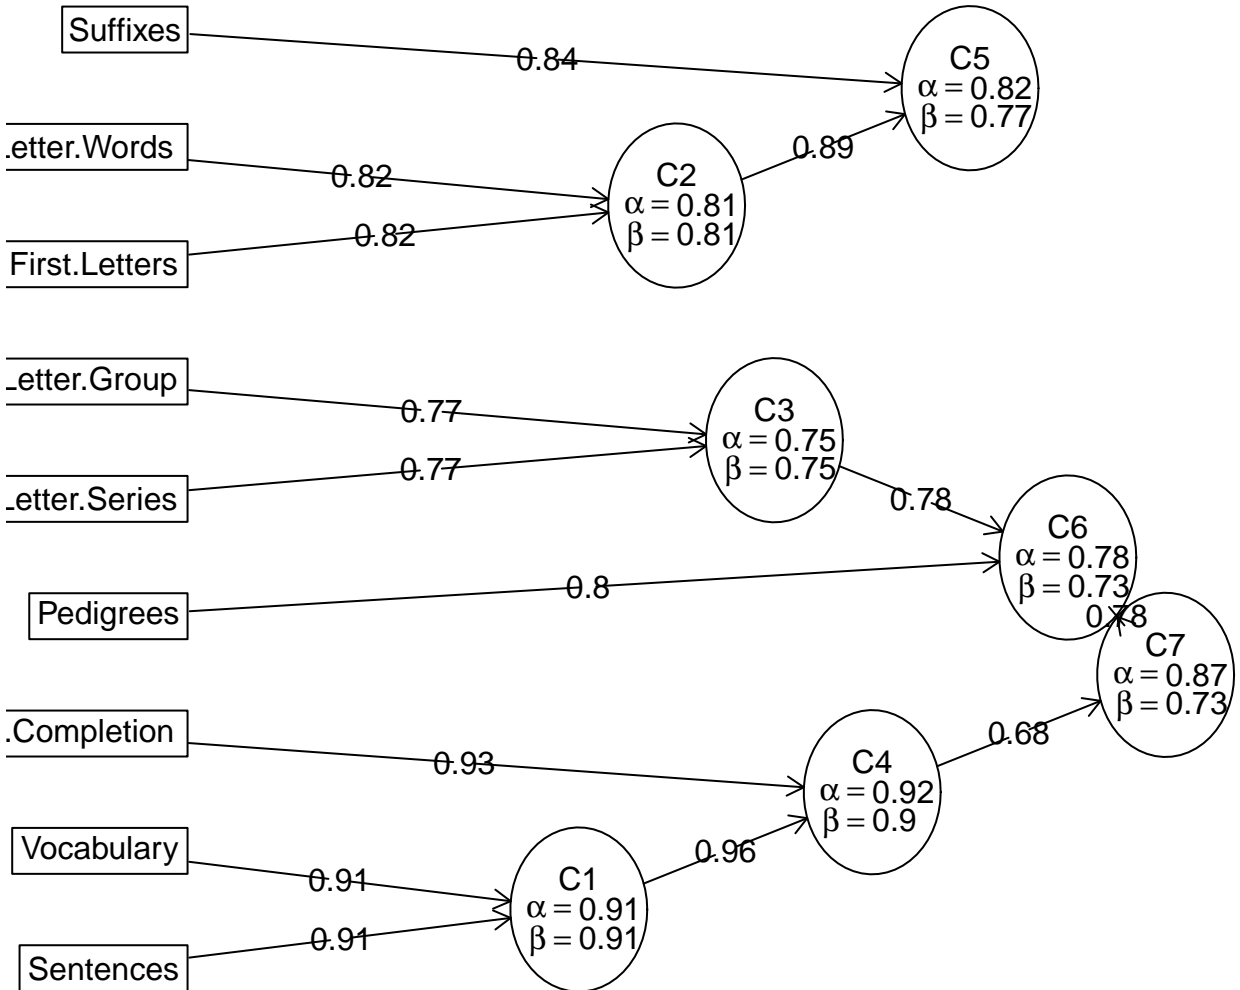 Suffixes
0.84
C5
α = 0.82
β = 0.77
.etter.Words
0.82
0.89
C2
α = 0.81
β = 0.81
First.Letters
0.82
Letter.Group
0.77
C3
α = 0.75
β = 0.75
Letter.Series
0.77
0.78
C6
α = 0.78
β = 0.73
Pedigrees
0.8
0.78
C7
α = 0.87
β = 0.73
.Completion
0.93
0.68
C4
α = 0.92
β = 0.9
Vocabulary
0.91
0.96
C1
α = 0.91
β = 0.91
Sentences
0.91